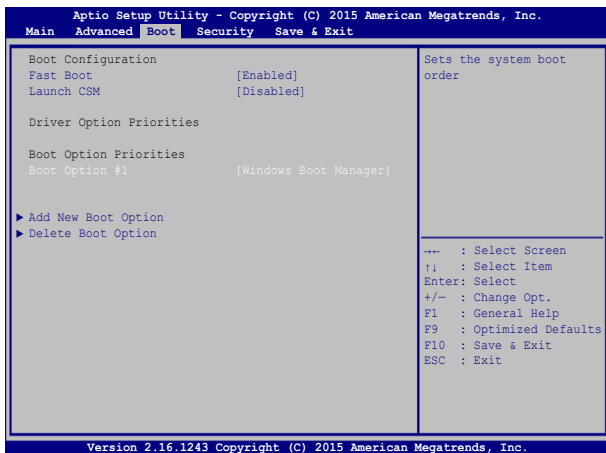 Aptio Setup Utility - Copyright (C) 2015 American Megatrends, Inc.
Main Advanced Boot Security Save & Exit
Boot Configuration
Fast Boot [Enabled]
Launch CSM [Disabled]
Driver Option Priorities
Boot Option Priorities
Boot Option #1 [Windows Boot Manager]
Add New Boot Option
Delete Boot Option
Sets the system boot
order
→← : Select Screen
↑↓ : Select Item
Enter: Select
+/— : Change Opt.
F1 : General Help
F9 : Optimized Defaults
F10 : Save & Exit
ESC : Exit
Version 2.16.1243 Copyright (C) 2015 American Megatrends, Inc.